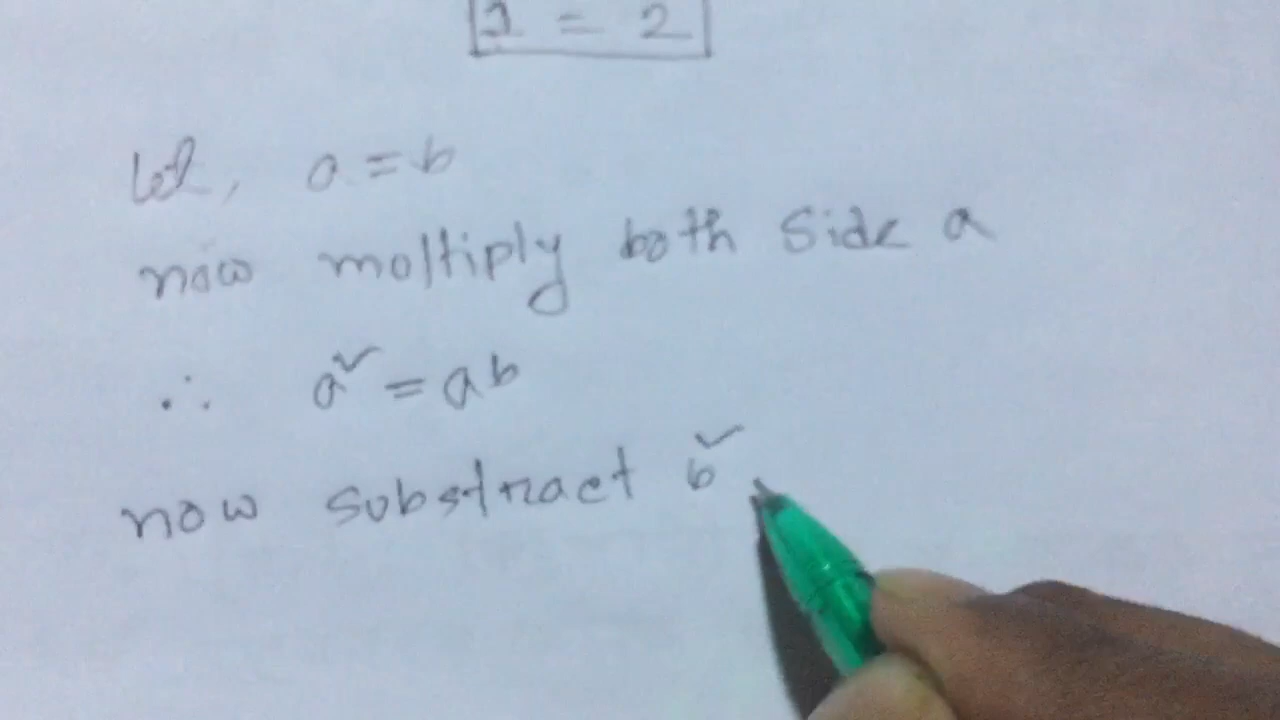 1 = 2
Let, a = b
now moltiply both side a
∴ a² = ab
now substract b²